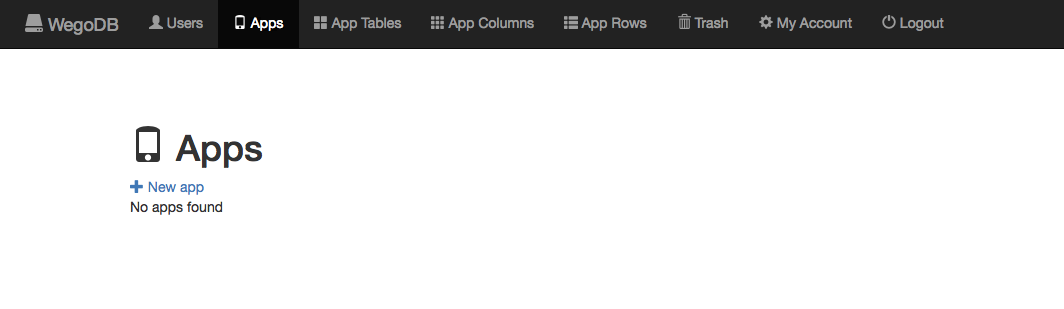 WegoDB Users Apps App Tables App Columns App Rows Trash My Account Logout
Apps
New app
No apps found